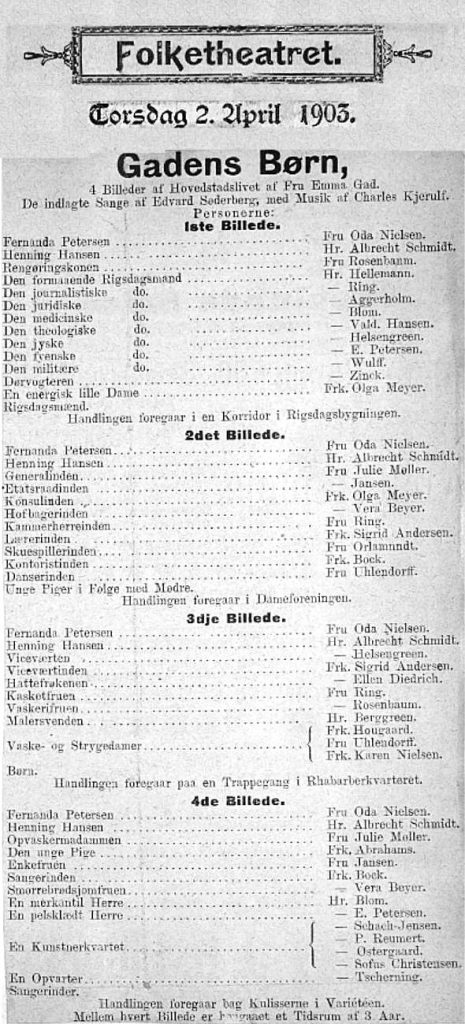 Folketheatret.
Torsdag 2. April 1903.
Gadens Børn,
4 Billeder af Hovedstadslivet af Fru Emma Gad.
De indlagte Sange af Edvard Søderberg, med Musik af Charles Kjerulf.
Personerne:
1ste Billede.
Fernanda Petersen Fru Oda Nielsen.
Henning Hansen Hr. Albrecht Schmidt.
Rengøringskonen Fru Rosenbaum.
Den formaaende Rigsdagsmand Hr. Hellemann.
Den journalistiske do. — Ring.
Den juridiske do. — Aggerholm.
Den medicinske do. — Blom.
Den theologiske do. — Vald. Hansen.
Den jyske do. — Helsengreen.
Den fynske do. — E. Petersen.
Den militære do. — Wulff.
Dørvogteren — Zinck.
En energisk lille Dame Frk. Olga Meyer.
Rigsdagsmænd.
Handlingen foregaar i en Korridor i Rigsdagsbygningen.
2det Billede.
Fernanda Petersen Fru Oda Nielsen.
Henning Hansen Hr. Albrecht Schmidt.
Generalinden Fru Julie Møller.
Etatsraadinden — Jansen.
Konsulinden Frk. Olga Meyer.
Hofbagerinden — Vera Beyer.
Kammerherreinden Fru Ring.
Lærerinden Frk. Sigrid Andersen.
Skuespillerinden Fru Orlamundt.
Kontoristinden Frk. Bock.
Danserinden Fru Uhlendorff.
Unge Piger i Følge med Mødre.
Handlingen foregaar i Dameforeningen.
3dje Billede.
Fernanda Petersen Fru Oda Nielsen.
Henning Hansen Hr. Albrecht Schmidt.
Viceværten — Helsengreen.
Viceværtinden Frk. Sigrid Andersen.
Hattefrøkenen — Ellen Diedrich.
Kasketfruen Fru Ring.
Vaskerifruen — Rosenbaum.
Malersvenden Hr. Berggreen.
Vaske- og Strygedamer Frk. Hougaard.
Fru Uhlendorff.
Frk. Karen Nielsen.
Børn.
Handlingen foregaar paa en Trappegang i Rhabarberkvarteret.
4de Billede.
Fernanda Petersen Fru Oda Nielsen.
Henning Hansen Hr. Albrecht Schmidt.
Opvaskermadammen Fru Julie Møller.
Den unge Pige Frk. Abrahams.
Enkefruen Fru Jansen.
Sangerinden Frk. Bock.
Smørrebrødsjomfruen — Vera Beyer.
En merkantil Herre Hr. Blom.
En pelsklædt Herre — E. Petersen.
En Kunstnerkvartet — Schach-Jensen.
— P. Reumert.
— Østergaard.
— Sofus Christensen.
En Opvarter — Tscherning.
Sangerinder.
Handlingen foregaar bag Kulisserne i Variétéen.
Mellem hvert Billede er et Tidsrum af 3 Aar.